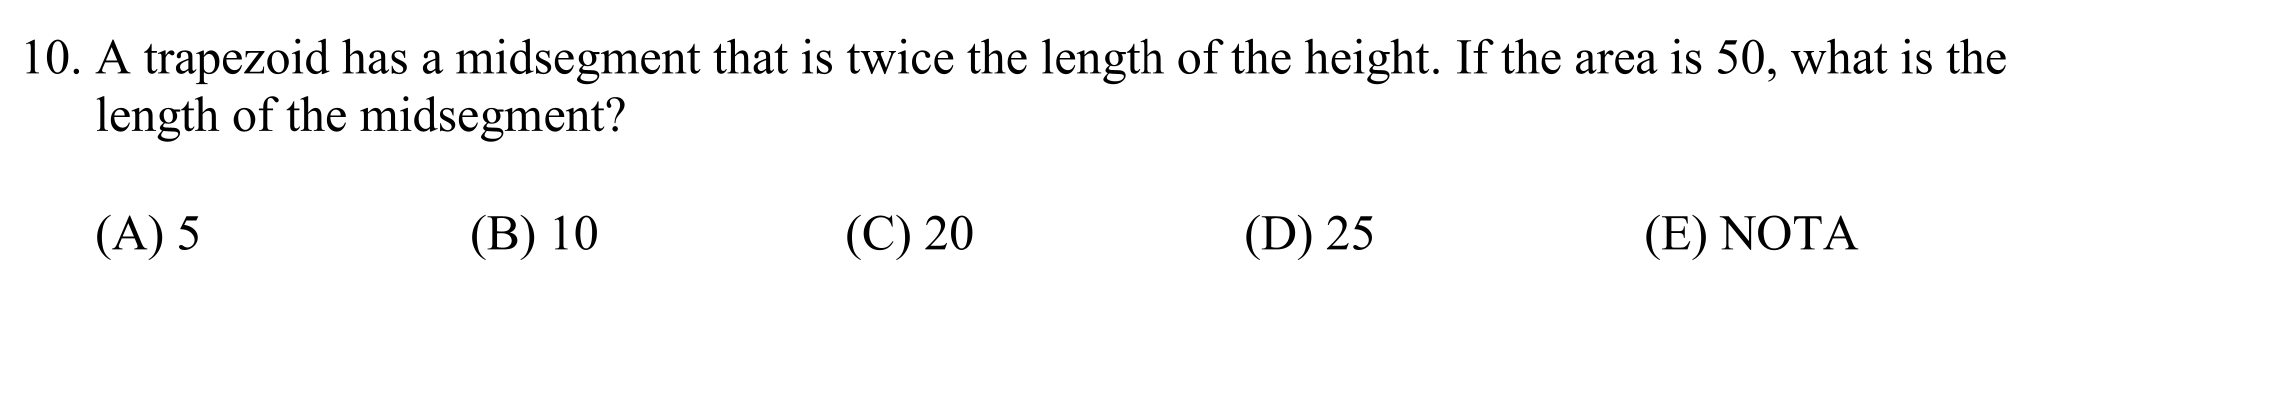 10. A trapezoid has a midsegment that is twice the length of the height. If the area is 50, what is the
length of the midsegment?
(A) 5 (B) 10 (C) 20 (D) 25 (E) NOTA